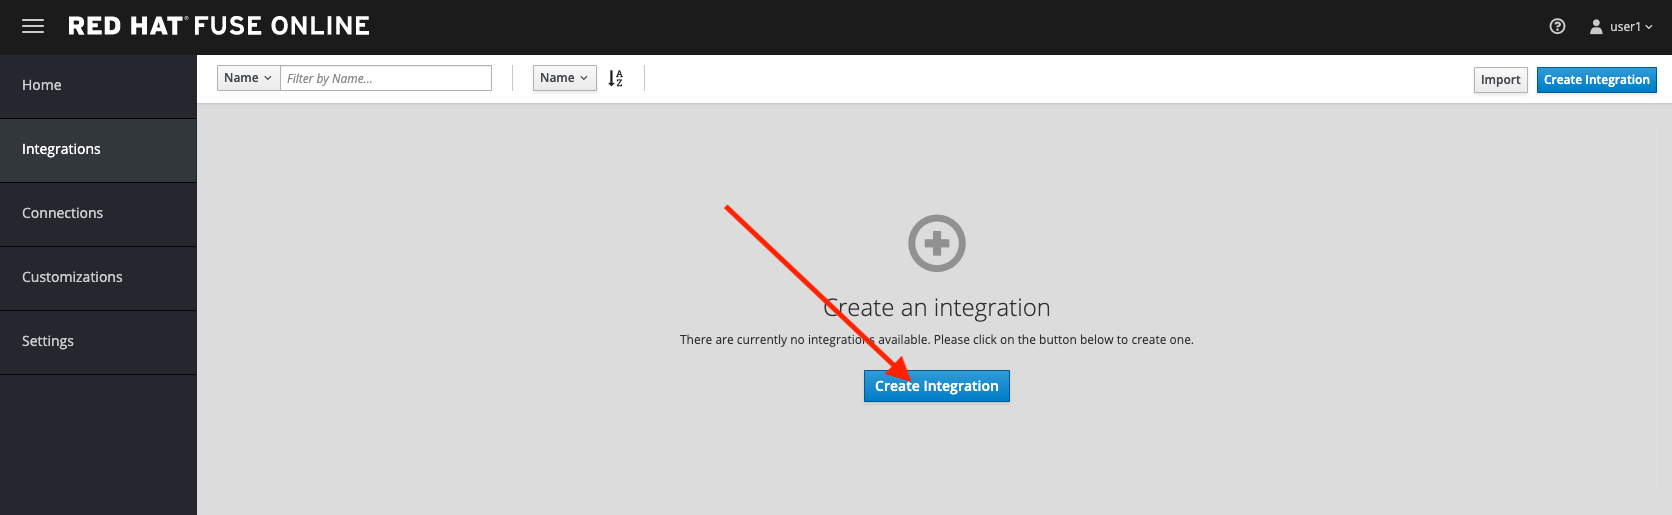 RED HAT® FUSE ONLINE
user1
Home
Integrations
Connections
Customizations
Settings
Name Filter by Name... Name A Z Import Create Integration
Create an integration
There are currently no integrations available. Please click on the button below to create one.
Create Integration